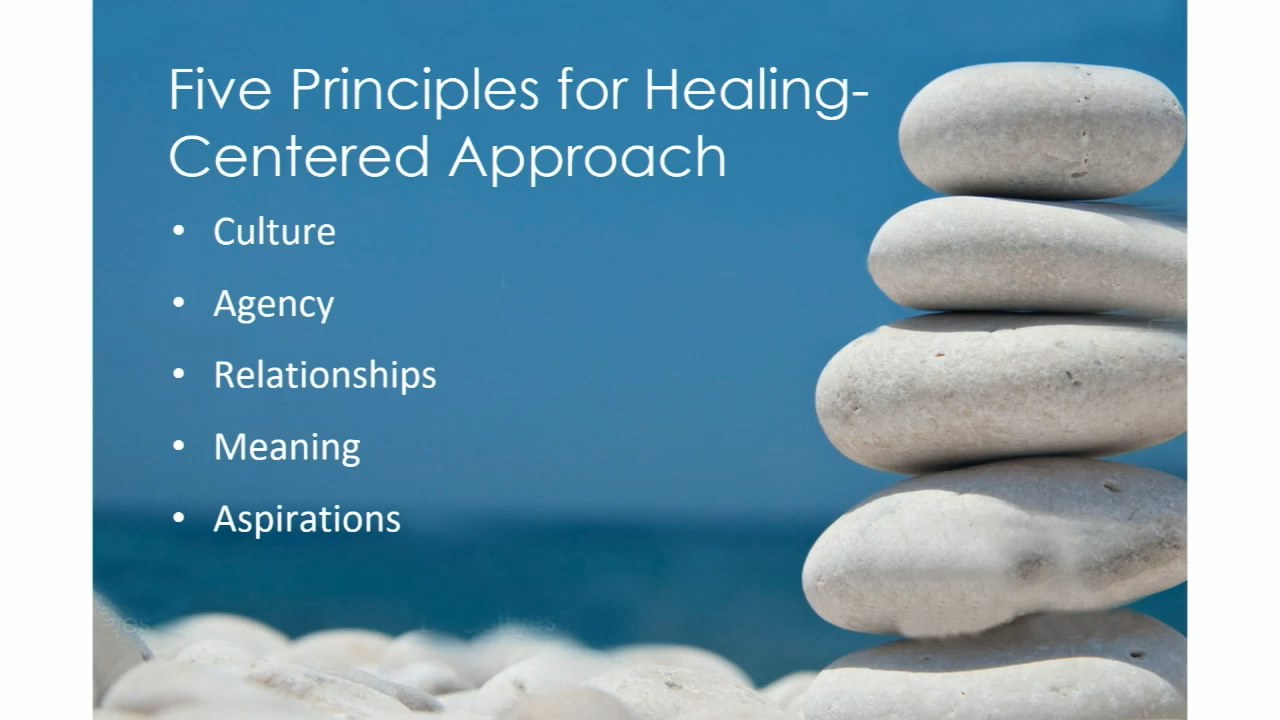 Five Principles for Healing-
Centered Approach
• Culture
• Agency
• Relationships
• Meaning
• Aspirations